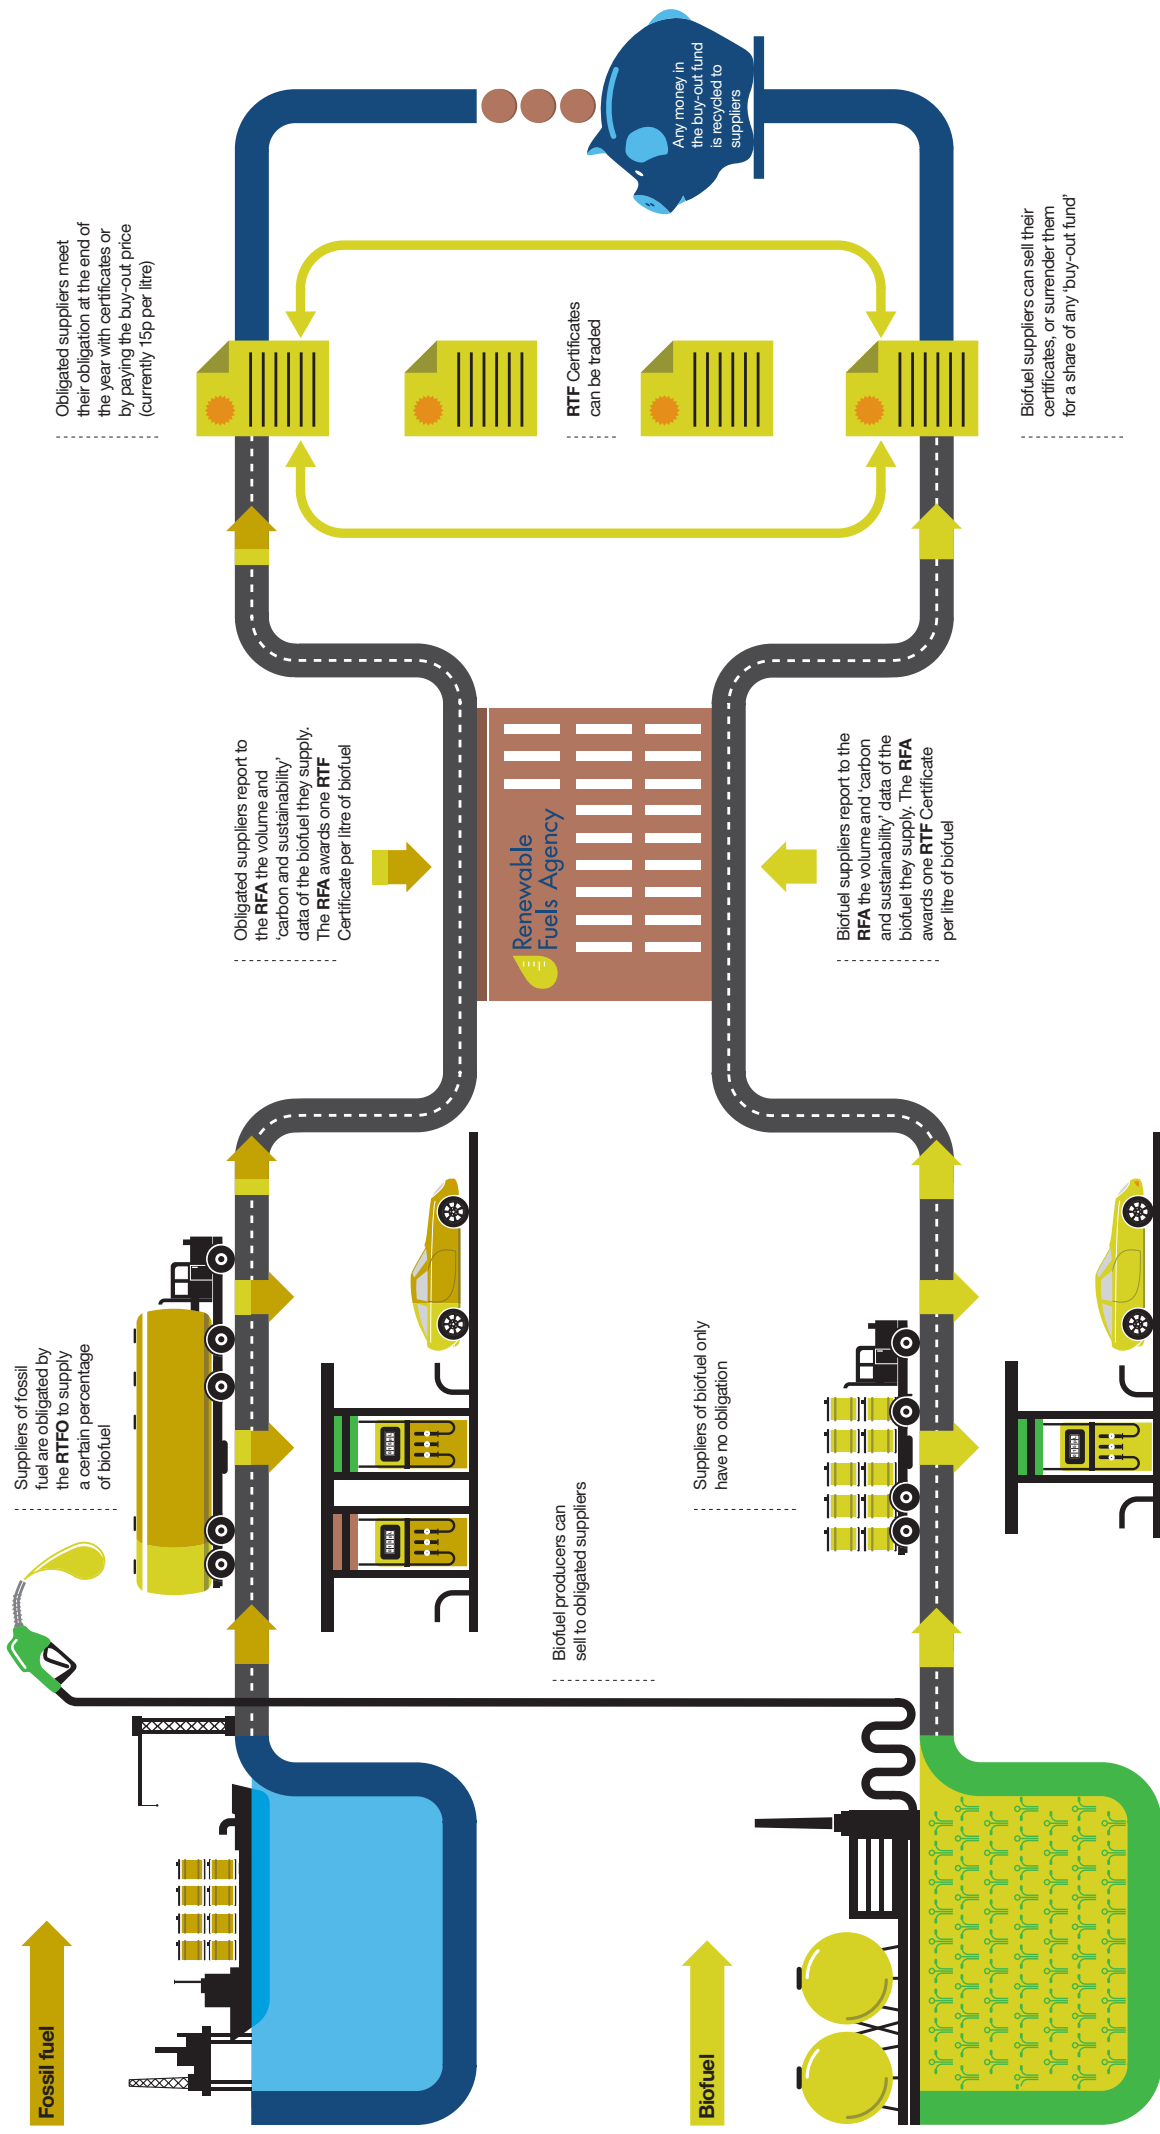 Fossil fuel
Suppliers of fossil
fuel are obligated by
the RTFO to supply
a certain percentage
of biofuel
Obligated suppliers report to
the RFA the volume and
‘carbon and sustainability’
data of the biofuel they supply.
The RFA awards one RTF
Certificate per litre of biofuel
Obligated suppliers meet
their obligation at the end of
the year with certificates or
by paying the buy-out price
(currently 15p per litre)
Biofuel producers can
sell to obligated suppliers
Renewable
Fuels Agency
RTF Certificates
can be traded
Any money in
the buy-out fund
is recycled to
suppliers
Biofuel
Suppliers of biofuel only
have no obligation
Biofuel suppliers report to the
RFA the volume and ‘carbon
and sustainability’ data of the
biofuel they supply. The RFA
awards one RTF Certificate
per litre of biofuel
Biofuel suppliers can sell their
certificates, or surrender them
for a share of any ‘buy-out fund’